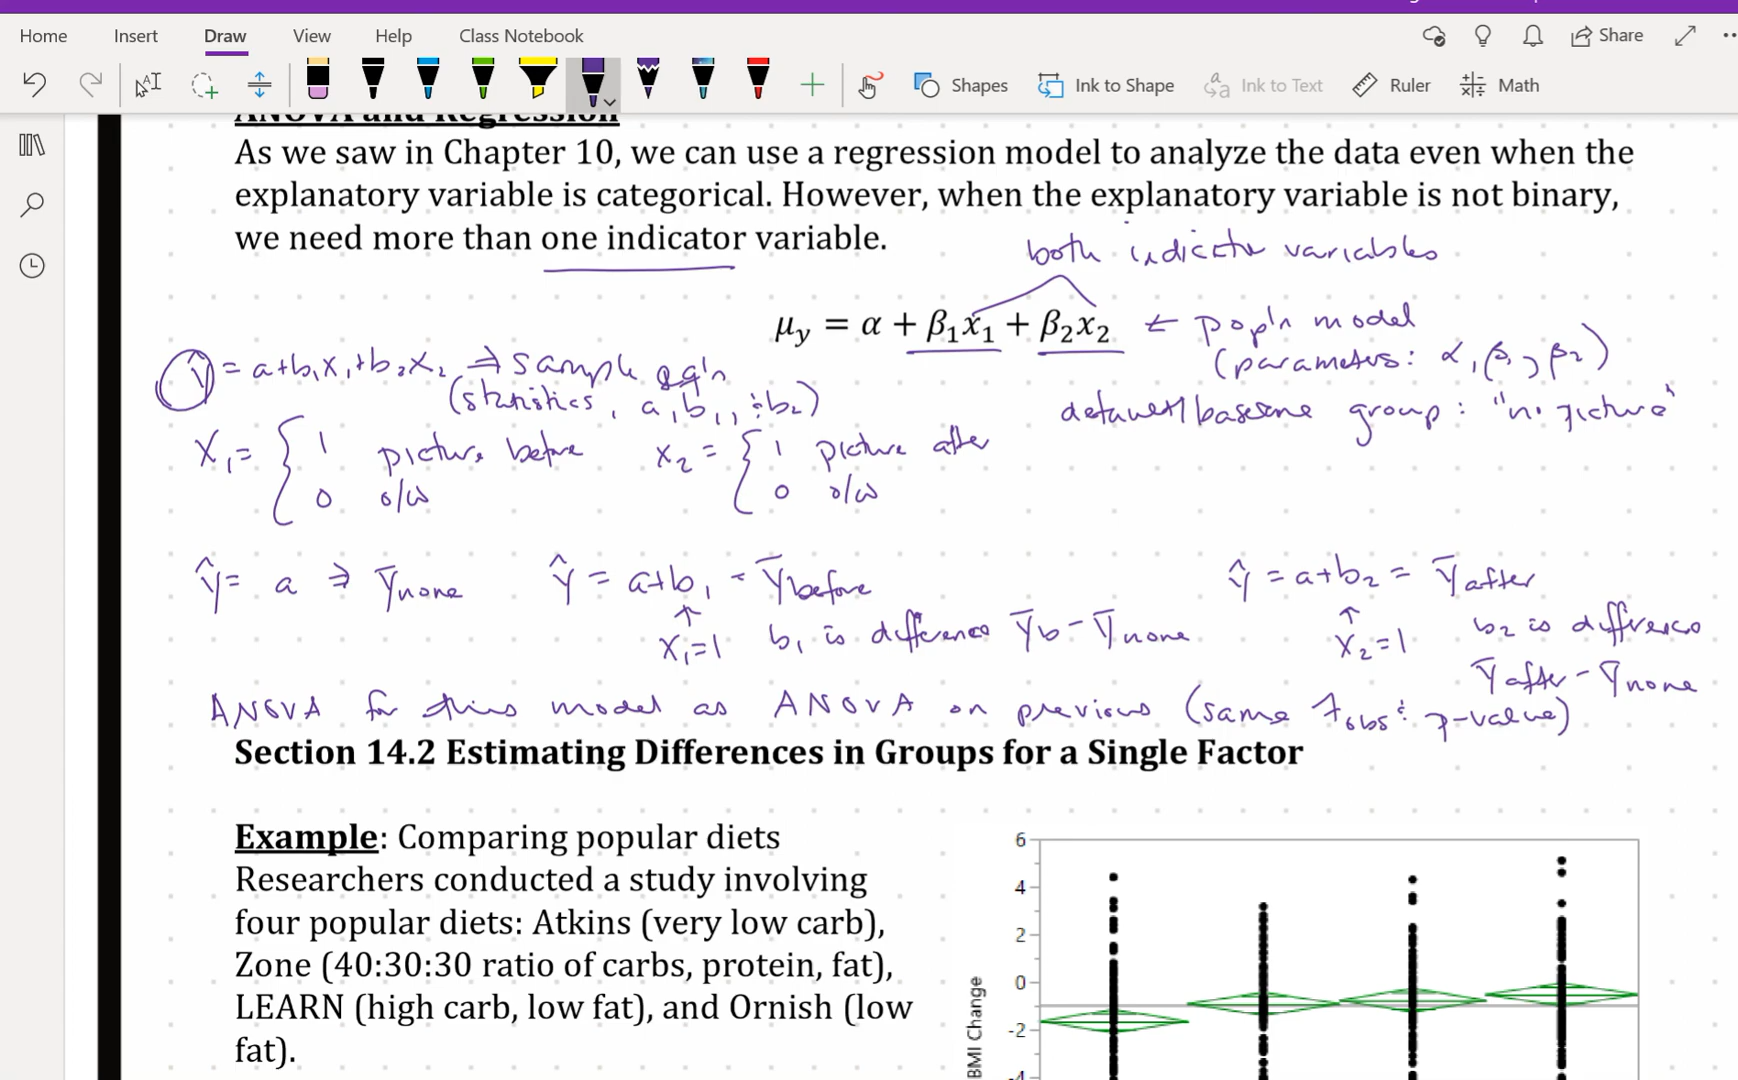 Home Insert Draw View Help Class Notebook Share
Shapes Ink to Shape Ink to Text Ruler Math
ANOVA and Regression
As we saw in Chapter 10, we can use a regression model to analyze the data even when the
explanatory variable is categorical. However, when the explanatory variable is not binary,
we need more than one indicator variable.
both indicator variables
μy = α + β₁x₁ + β₂x₂ ← pop'n model
(parameters: α, β₁, β₂)
ŷ = a+b₁x₁+b₂x₂ ⇒ sample eq'n
(statistics, a, b₁, : b₂)
default/baseline group: "no picture"
x₁ = { 1 picture before x₂ = { 1 picture after
0 o/w 0 o/w
ŷ = a ⇒ ȳnone ŷ = a+b₁ = ȳbefore ŷ = a+b₂ = ȳafter
↑ ↑
x₁=1 b₁ is difference ȳb - ȳnone x₂=1 b₂ is difference
ȳafter - ȳnone
ANOVA for this model as ANOVA on previous (same fobs : p-value)
Section 14.2 Estimating Differences in Groups for a Single Factor
Example: Comparing popular diets
Researchers conducted a study involving
four popular diets: Atkins (very low carb),
Zone (40:30:30 ratio of carbs, protein, fat),
LEARN (high carb, low fat), and Ornish (low
fat).
6
4
2
0
-2
-4
BMI Change